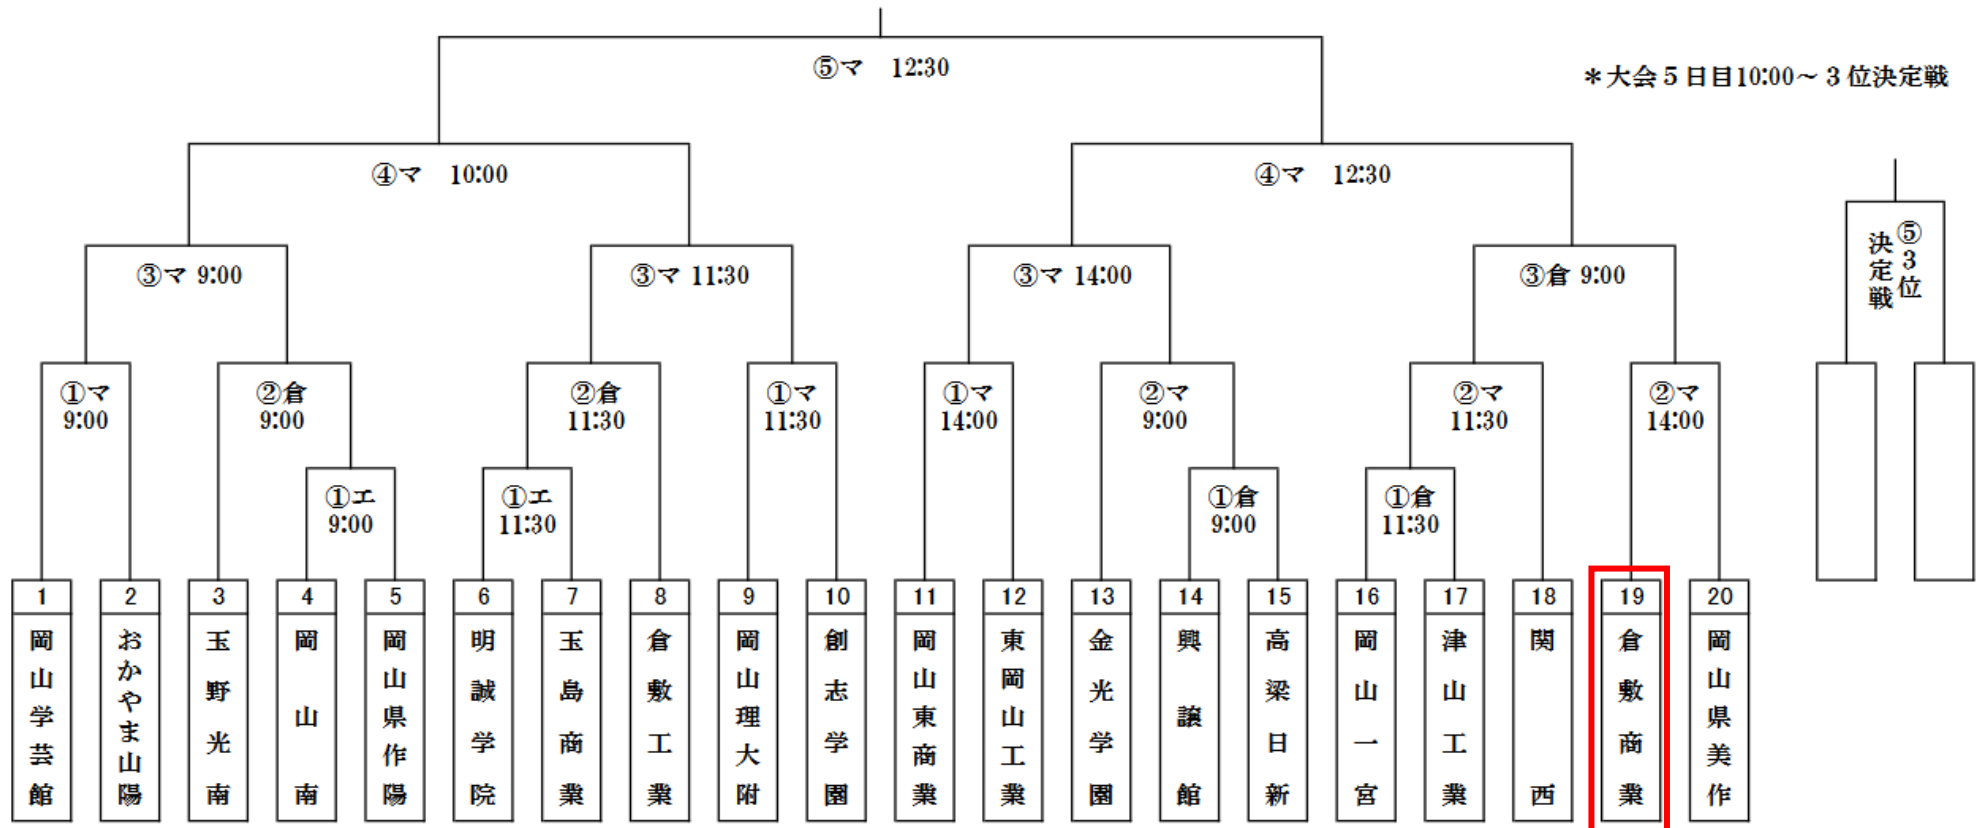 ⑤マ 12:30
＊大会５日目10:00～３位決定戦
④マ 10:00
④マ 12:30
⑤３位
決定戦
③マ 9:00
③マ 11:30
③マ 14:00
③倉 9:00
①マ
9:00
②倉
9:00
②倉
11:30
①マ
11:30
①マ
14:00
②マ
9:00
②マ
11:30
②マ
14:00
①エ
9:00
①エ
11:30
①倉
9:00
①倉
11:30
1
岡山学芸館
2
おかやま山陽
3
玉野光南
4
岡山南
5
岡山県作陽
6
明誠学院
7
玉島商業
8
倉敷工業
9
岡山理大附
10
創志学園
11
岡山東商業
12
東岡山工業
13
金光学園
14
興譲館
15
高梁日新
16
岡山一宮
17
津山工業
18
関西
19
倉敷商業
20
岡山県美作